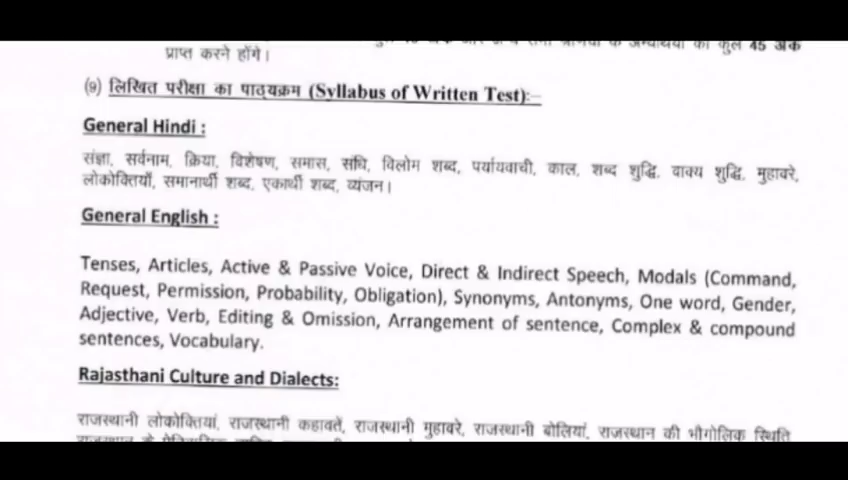 45 अंक
प्राप्त करने होंगे।
(9) लिखित परीक्षा का पाठ्यक्रम (Syllabus of Written Test):–
General Hindi :
संज्ञा, सर्वनाम, क्रिया, विशेषण, समास, संधि, विलोम शब्द, पर्यायवाची, काल, शब्द शुद्धि, वाक्य शुद्धि, मुहावरे,
लोकोक्तियाँ, समानार्थी शब्द, एकार्थी शब्द, व्यंजन।
General English :
Tenses, Articles, Active & Passive Voice, Direct & Indirect Speech, Modals (Command,
Request, Permission, Probability, Obligation), Synonyms, Antonyms, One word, Gender,
Adjective, Verb, Editing & Omission, Arrangement of sentence, Complex & compound
sentences, Vocabulary.
Rajasthani Culture and Dialects:
राजस्थानी लोकोक्तियां, राजस्थानी कहावतें, राजस्थानी मुहावरे, राजस्थानी बोलियां, राजस्थान की भौगोलिक स्थिति